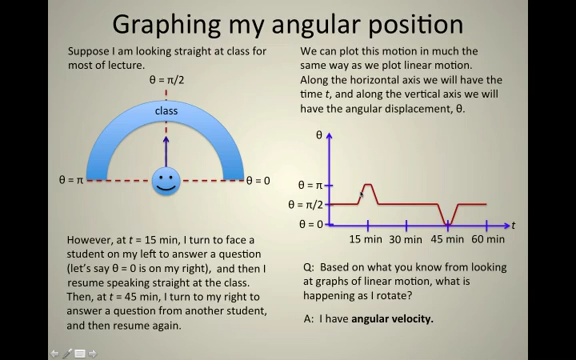 Graphing my angular position
Suppose I am looking straight at class for
most of lecture.
θ = π/2
class
θ = π
θ = 0
However, at t = 15 min, I turn to face a
student on my left to answer a question
(let's say θ = 0 is on my right), and then I
resume speaking straight at the class.
Then, at t = 45 min, I turn to my right to
answer a question from another student,
and then resume again.
We can plot this motion in much the
same way as we plot linear motion.
Along the horizontal axis we will have the
time t, and along the vertical axis we will
have the angular displacement, θ.
θ
θ = π
θ = π/2
θ = 0
t
15 min 30 min 45 min 60 min
Q: Based on what you know from looking
at graphs of linear motion, what is
happening as I rotate?
A: I have angular velocity.